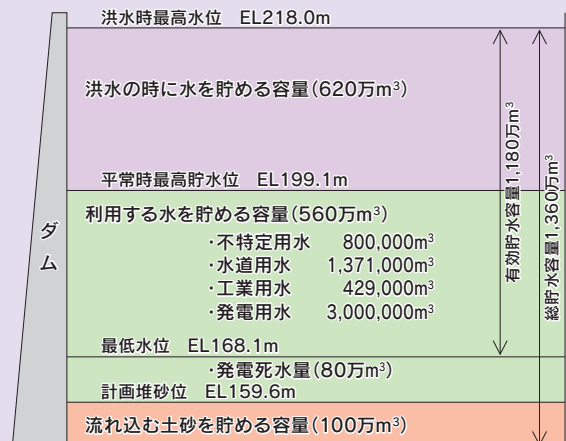 洪水時最高水位 EL218.0m
洪水の時に水を貯める容量(620万m³)
平常時最高貯水位 EL199.1m
利用する水を貯める容量(560万m³)
・不特定用水 800,000m³
・水道用水 1,371,000m³
・工業用水 429,000m³
・発電用水 3,000,000m³
最低水位 EL168.1m
・発電死水量(80万m³)
計画堆砂位 EL159.6m
流れ込む土砂を貯める容量(100万m³)
ダム
有効貯水容量1,180万m³
総貯水容量1,360万m³